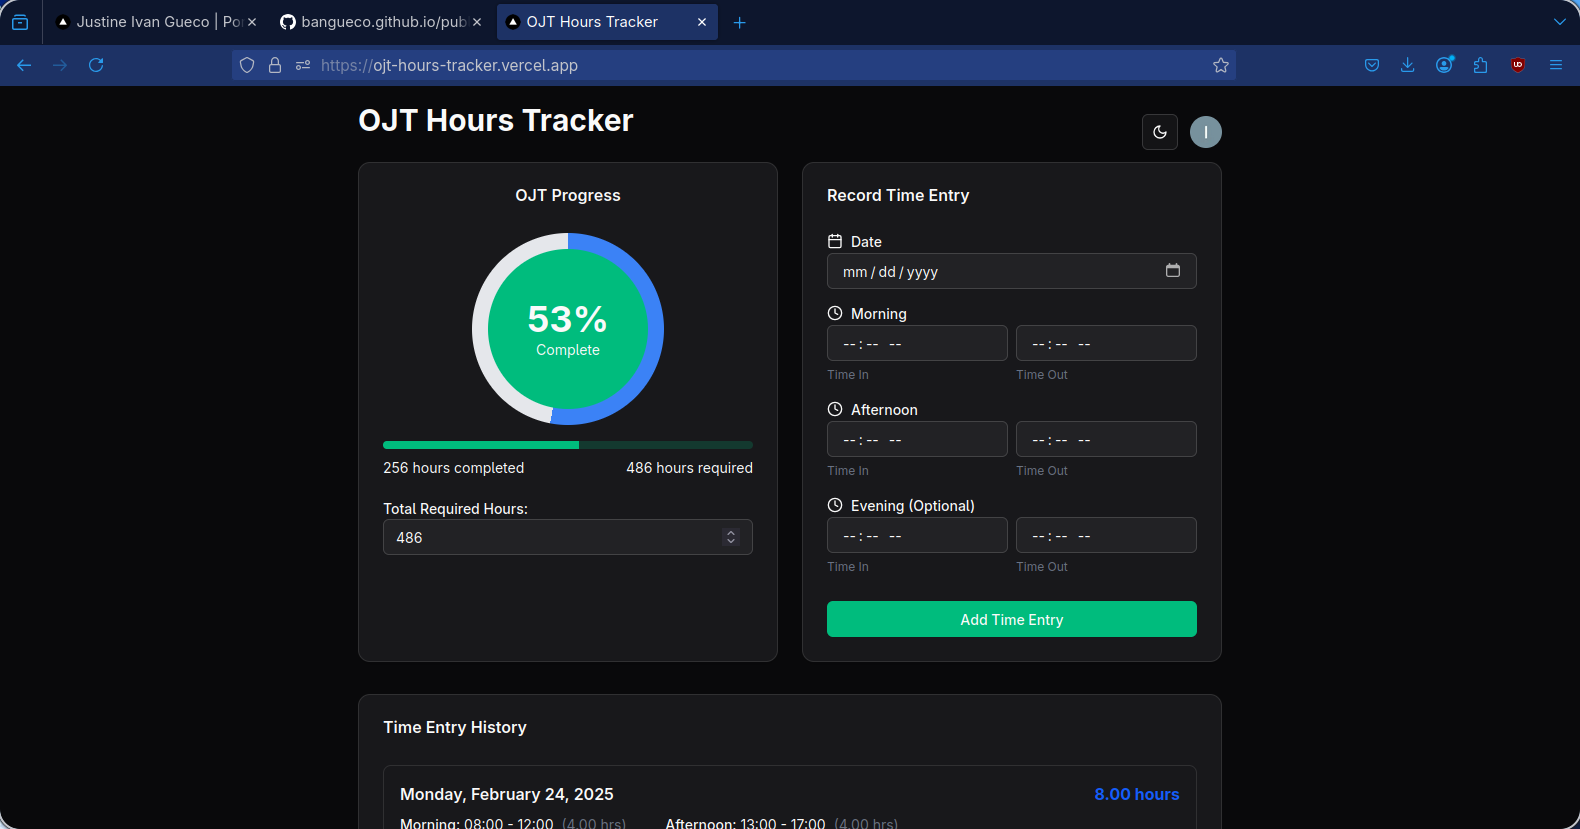 Justine Ivan Gueco | Po
bangueco.github.io/pub
OJT Hours Tracker
https://ojt-hours-tracker.vercel.app
OJT Hours Tracker
I
OJT Progress
53%
Complete
256 hours completed
486 hours required
Total Required Hours:
486
Record Time Entry
Date
mm / dd / yyyy
Morning
-- : -- --
-- : -- --
Time In
Time Out
Afternoon
-- : -- --
-- : -- --
Time In
Time Out
Evening (Optional)
-- : -- --
-- : -- --
Time In
Time Out
Add Time Entry
Time Entry History
Monday, February 24, 2025
8.00 hours
Morning: 08:00 - 12:00 (4.00 hrs)
Afternoon: 13:00 - 17:00 (4.00 hrs)